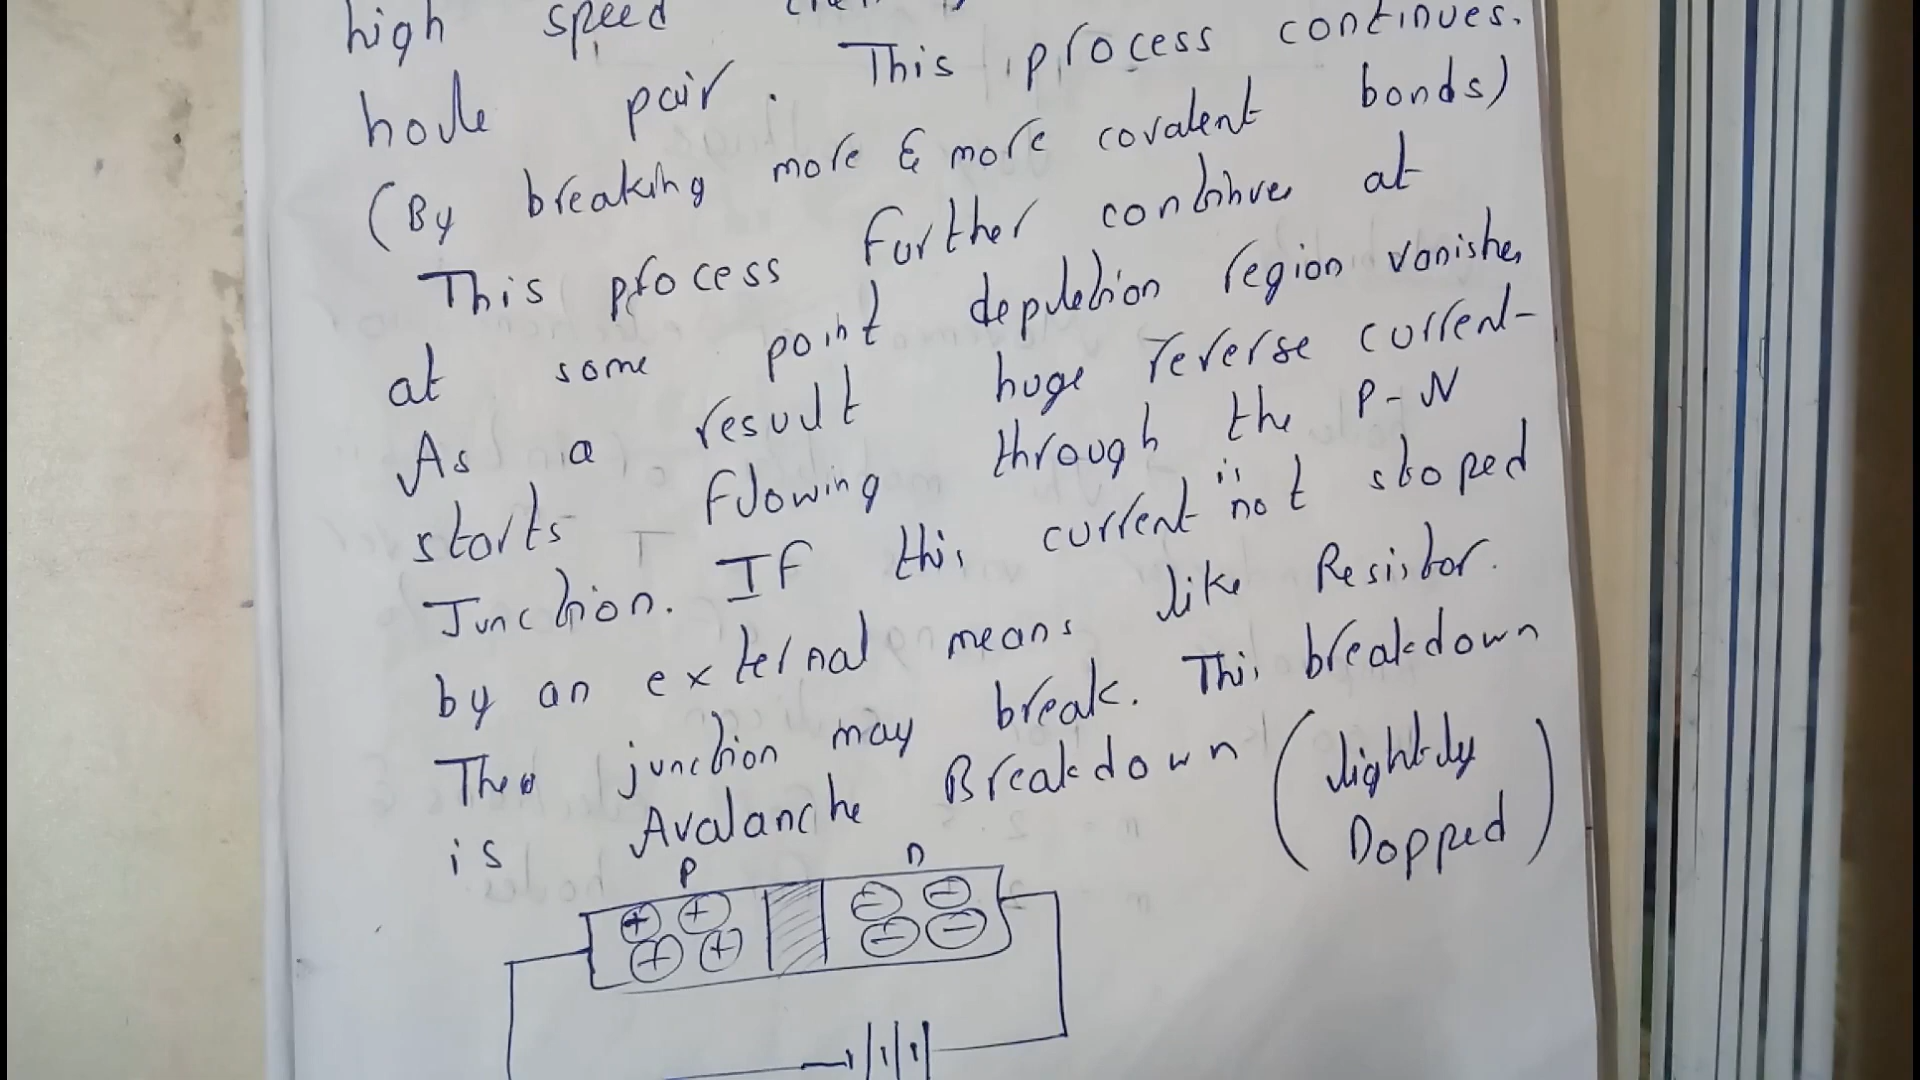 high speed
hole pair. This process continues.
(By breaking more & more covalent bonds)
This process further continues at
at some point depletion region vanishes
As a result huge reverse current
starts flowing through the P-N
Junction. If this current is not stoped
by an external means like Resistor.
The junction may break. This breakdown
is Avalanche Breakdown (lightly Dopped)
P n
+ + - -
+ + - -